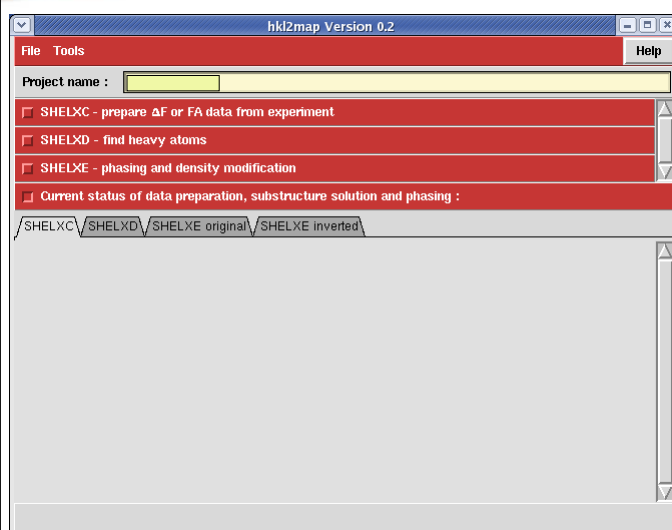 hkl2map Version 0.2
File Tools Help
Project name :
SHELXC - prepare ΔF or FA data from experiment
SHELXD - find heavy atoms
SHELXE - phasing and density modification
Current status of data preparation, substructure solution and phasing :
SHELXC SHELXD SHELXE original SHELXE inverted